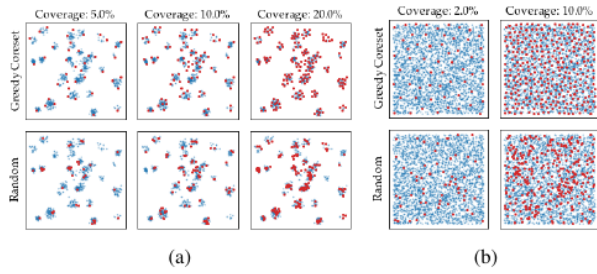 Coverage: 5.0% Coverage: 10.0% Coverage: 20.0%
Greedy Coreset
Random
(a)
Coverage: 2.0% Coverage: 10.0%
Greedy Coreset
Random
(b)